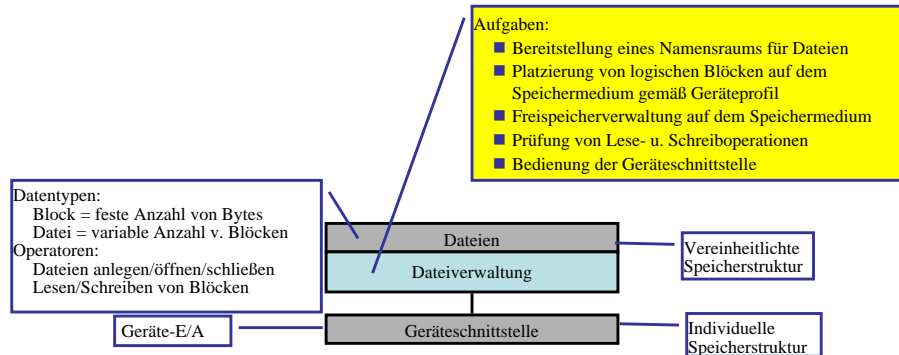 Aufgaben:
Bereitstellung eines Namensraums für Dateien
Platzierung von logischen Blöcken auf dem
Speichermedium gemäß Geräteprofil
Freispeicherverwaltung auf dem Speichermedium
Prüfung von Lese- u. Schreiboperationen
Bedienung der Geräteschnittstelle
Datentypen:
Block = feste Anzahl von Bytes
Datei = variable Anzahl v. Blöcken
Operatoren:
Dateien anlegen/öffnen/schließen
Lesen/Schreiben von Blöcken
Dateien
Dateiverwaltung
Vereinheitlichte
Speicherstruktur
Geräte-E/A
Geräteschnittstelle
Individuelle
Speicherstruktur